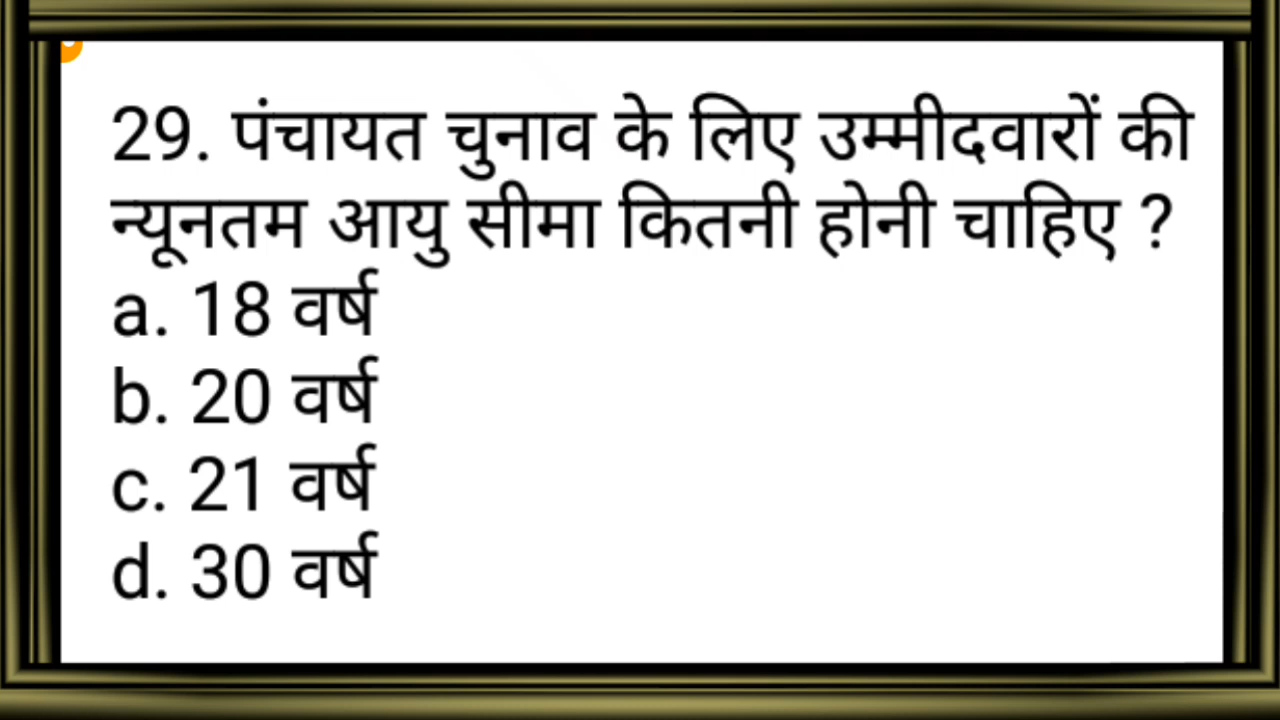 29. पंचायत चुनाव के लिए उम्मीदवारों की
न्यूनतम आयु सीमा कितनी होनी चाहिए ?
a. 18 वर्ष
b. 20 वर्ष
c. 21 वर्ष
d. 30 वर्ष